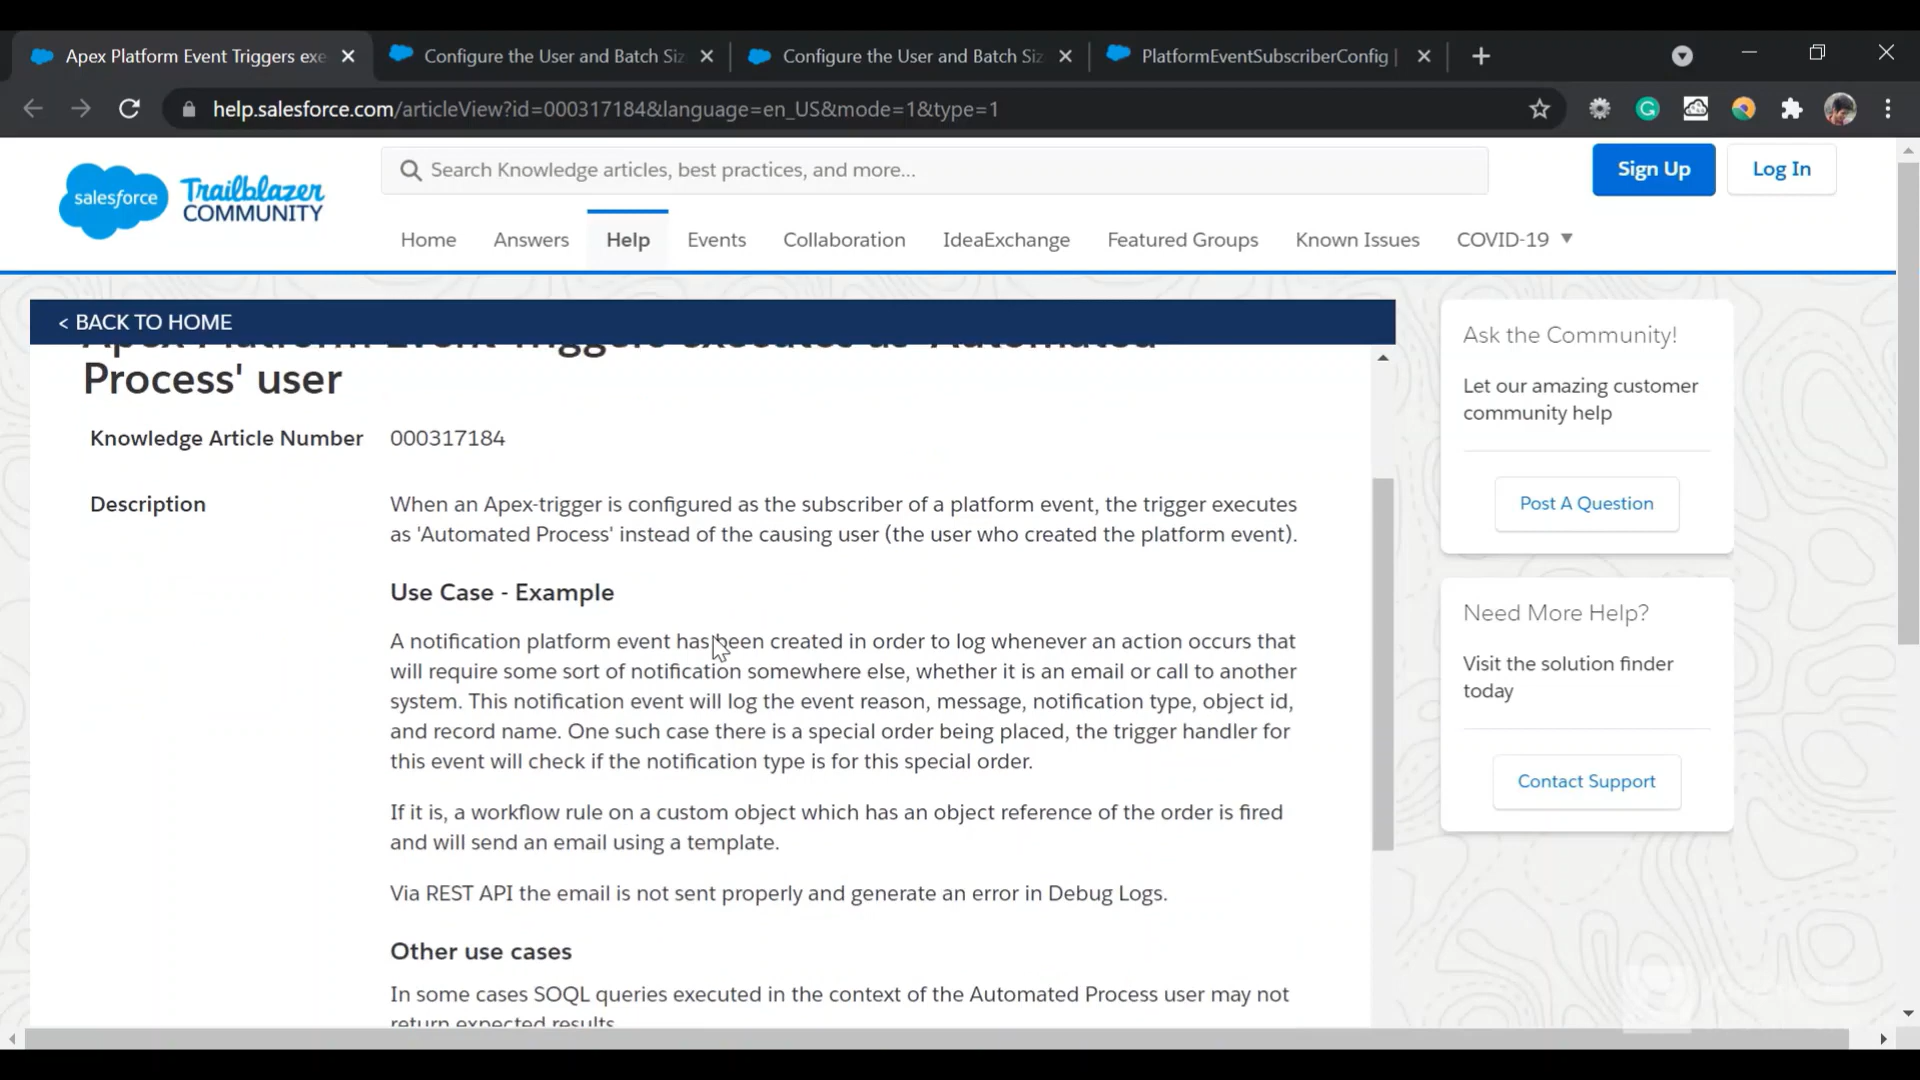 Apex Platform Event Triggers exe
Configure the User and Batch Siz
Configure the User and Batch Siz
PlatformEventSubscriberConfig |
help.salesforce.com/articleView?id=000317184&language=en_US&mode=1&type=1
salesforce
Trailblazer
COMMUNITY
Search Knowledge articles, best practices, and more...
Sign Up
Log In
Home
Answers
Help
Events
Collaboration
IdeaExchange
Featured Groups
Known Issues
COVID-19
< BACK TO HOME
Apex Platform Event Triggers executes as 'Automated
Process' user
Knowledge Article Number
000317184
Description
When an Apex-trigger is configured as the subscriber of a platform event, the trigger executes
as 'Automated Process' instead of the causing user (the user who created the platform event).
Use Case - Example
A notification platform event has been created in order to log whenever an action occurs that
will require some sort of notification somewhere else, whether it is an email or call to another
system. This notification event will log the event reason, message, notification type, object id,
and record name. One such case there is a special order being placed, the trigger handler for
this event will check if the notification type is for this special order.
If it is, a workflow rule on a custom object which has an object reference of the order is fired
and will send an email using a template.
Via REST API the email is not sent properly and generate an error in Debug Logs.
Other use cases
In some cases SOQL queries executed in the context of the Automated Process user may not
return expected results.
Ask the Community!
Let our amazing customer
community help
Post A Question
Need More Help?
Visit the solution finder
today
Contact Support